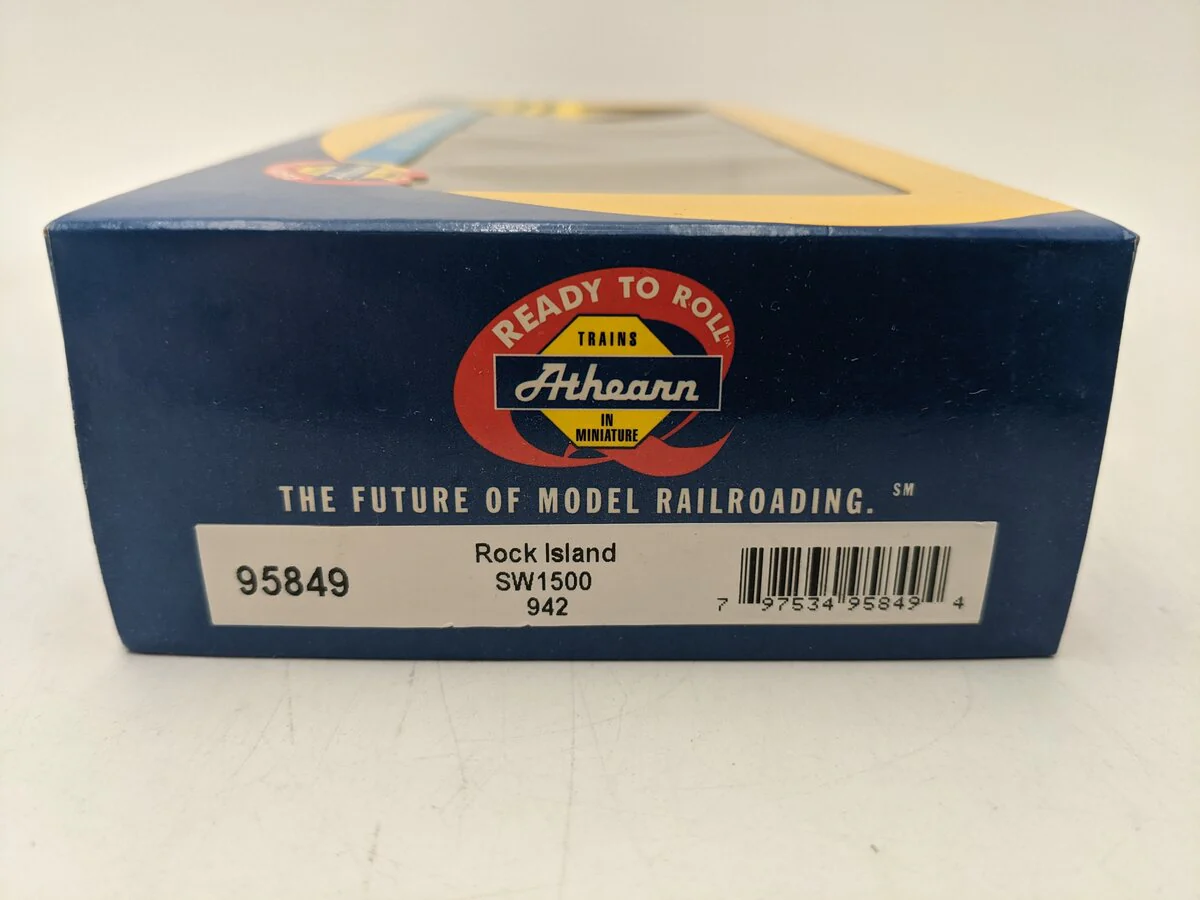 READY TO ROLL™
TRAINS
Athearn
IN
MINIATURE
THE FUTURE OF MODEL RAILROADING. SM
95849
Rock Island
SW1500
942
7 97534 95849 4